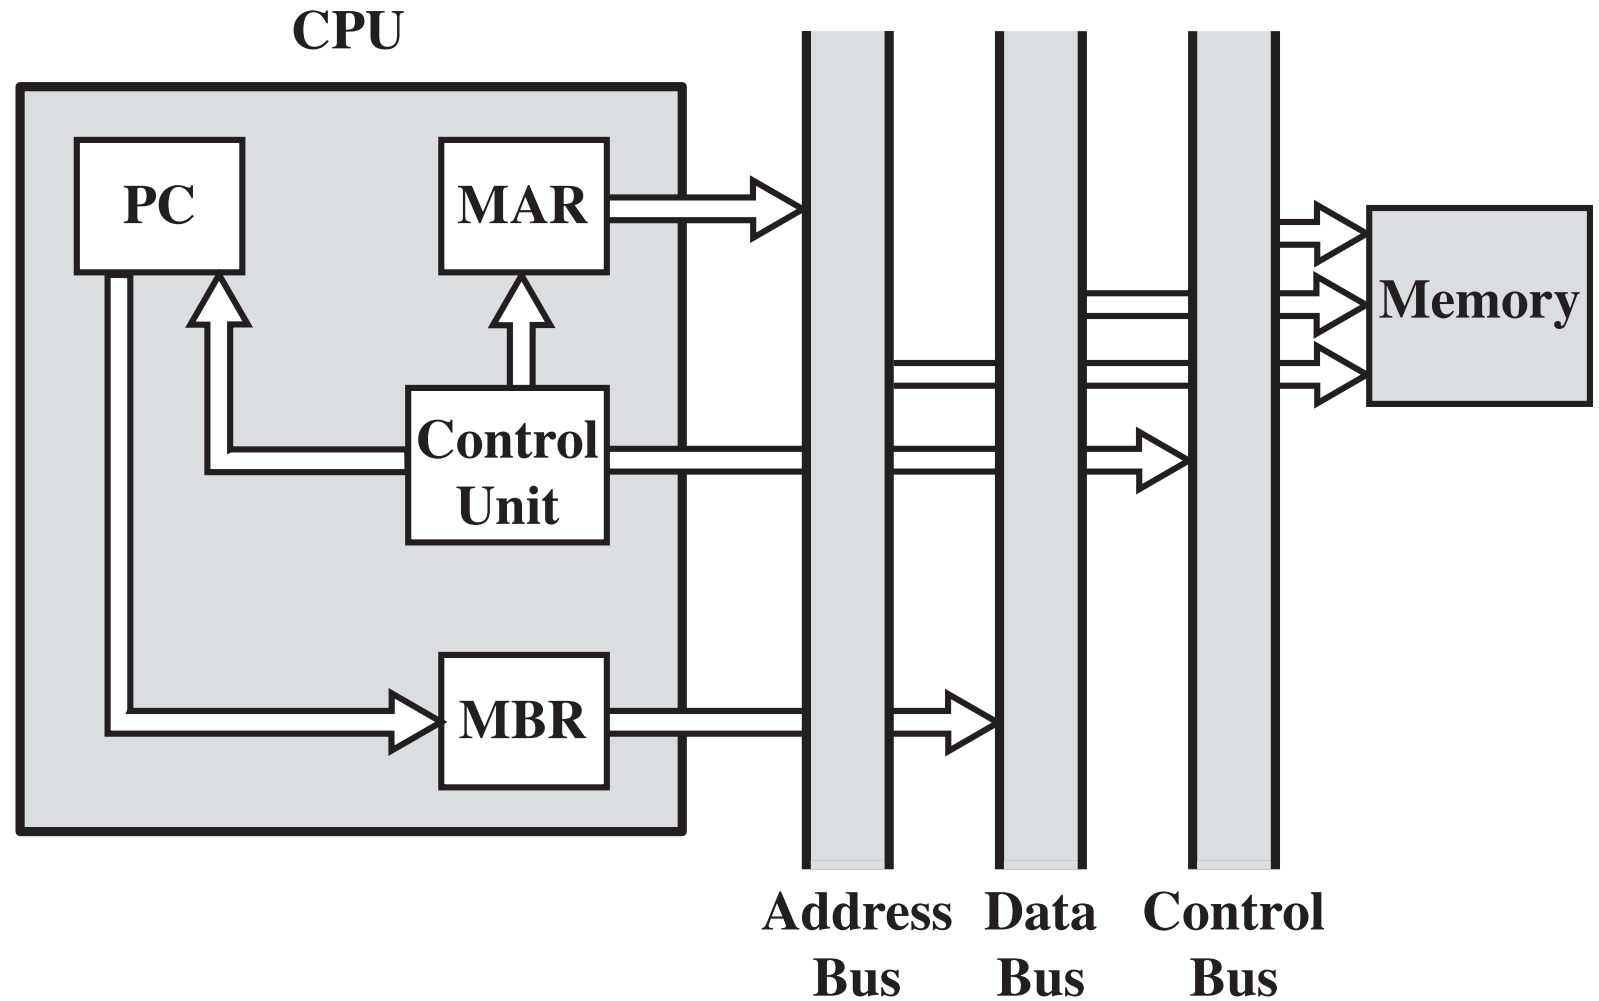 CPU
PC
MAR
Memory
Control
Unit
MBR
Address
Bus
Data
Bus
Control
Bus